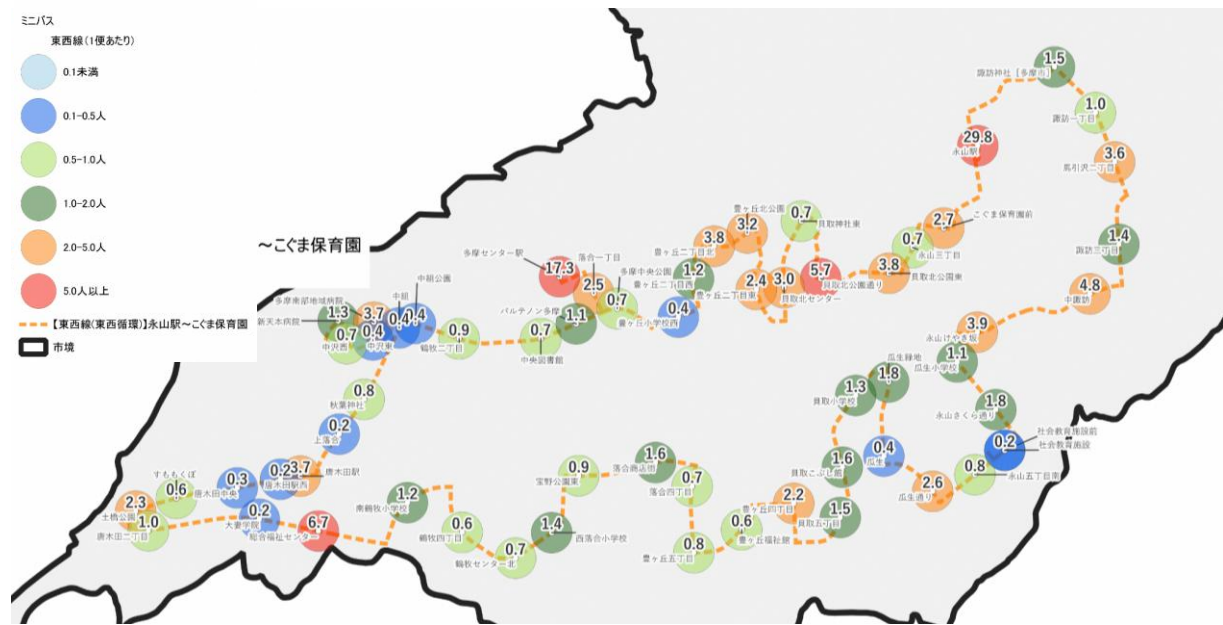 ミニバス
東西線(1便あたり)
0.1未満
0.1-0.5人
0.5-1.0人
1.0-2.0人
2.0-5.0人
5.0人以上
【東西線(東西循環)】永山駅~こぐま保育園
市境
~こぐま保育園
1.5
諏訪神社[多摩市]
1.0
諏訪一丁目
29.8
永山駅
3.6
馬引沢二丁目
2.7
こぐま保育園前
0.7
永山三丁目
1.4
諏訪三丁目
4.8
中諏訪
3.8
貝取北公園東
5.7
貝取北公園通り
0.7
貝取神社東
3.0
貝取北センター
2.4
豊ヶ丘二丁目東
豊ヶ丘北公園
3.2
3.8
豊ヶ丘二丁目北
1.2
豊ヶ丘二丁目西
0.4
豊ヶ丘小学校西
多摩中央公園
0.7
落合一丁目
2.5
多摩センター駅
17.3
パルテノン多摩
1.1
0.7
中央図書館
0.9
鶴牧二丁目
中組公園
0.4
中組
0.4
多摩南部地域病院
3.7
新天本病院
1.3
0.7
中沢西
0.4
中沢東
0.8
秋葉神社
0.2
上落合
3.7
唐木田駅
0.2
唐木田駅西
0.3
唐木田中央
すももくぼ
0.6
2.3
土橋公園
1.0
唐木田二丁目
0.2
大妻学院
6.7
総合福祉センター
1.2
南鶴牧小学校
0.6
鶴牧四丁目
0.7
鶴牧センター北
1.4
西落合小学校
0.9
宝野公園東
1.6
落合商店街
0.7
落合四丁目
0.8
豊ヶ丘五丁目
0.6
豊ヶ丘福祉館
2.2
豊ヶ丘四丁目
1.5
貝取五丁目
1.6
貝取こぶし館
1.3
貝取小学校
瓜生緑地
1.8
0.4
瓜生
2.6
瓜生通り
0.8
永山五丁目南
0.2
社会教育施設前
社会教育施設
1.8
永山さくら通り
1.1
瓜生小学校
3.9
永山けやき坂